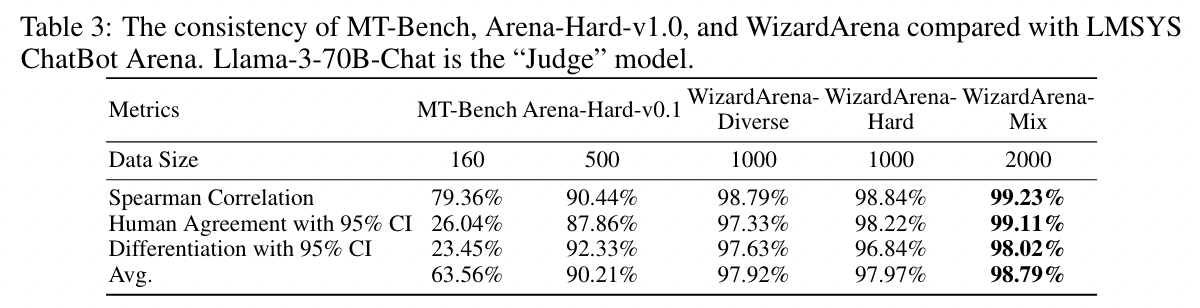 Table 3: The consistency of MT-Bench, Arena-Hard-v1.0, and WizardArena compared with LMSYS
ChatBot Arena. Llama-3-70B-Chat is the “Judge” model.
Metrics MT-Bench Arena-Hard-v0.1 WizardArena-Diverse WizardArena-Hard WizardArena-Mix
Data Size 160 500 1000 1000 2000
Spearman Correlation 79.36% 90.44% 98.79% 98.84% 99.23%
Human Agreement with 95% CI 26.04% 87.86% 97.33% 98.22% 99.11%
Differentiation with 95% CI 23.45% 92.33% 97.63% 96.84% 98.02%
Avg. 63.56% 90.21% 97.92% 97.97% 98.79%